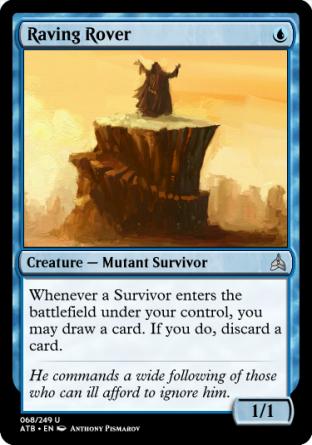 Raving Rover
Creature — Mutant Survivor
Whenever a Survivor enters the
battlefield under your control, you
may draw a card. If you do, discard a
card.
He commands a wide following of those
who can ill afford to ignore him.
1/1
068/249 U
ATB • EN Anthony Pismarov